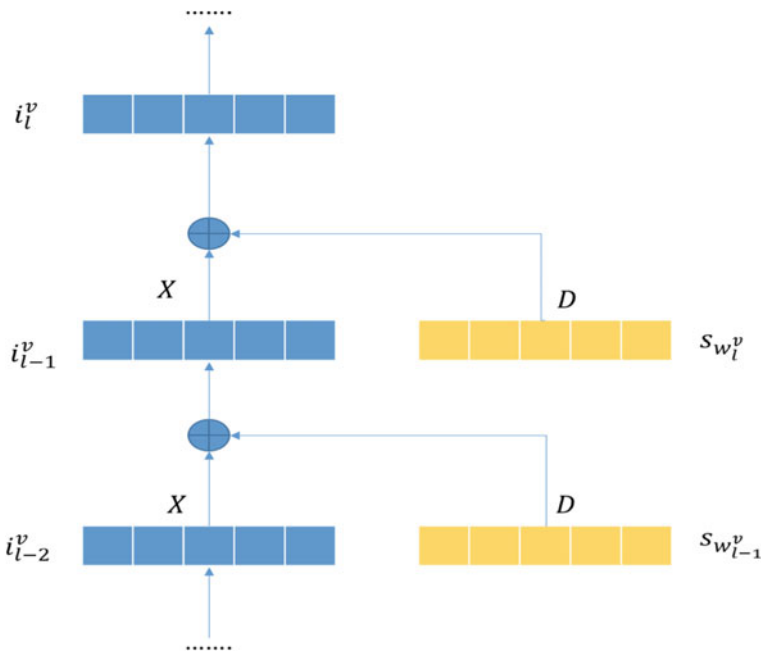 .......
i_l^v
X
D
i_{l-1}^v
s_{w_l^v}
X
D
i_{l-2}^v
s_{w_{l-1}^v}
.......